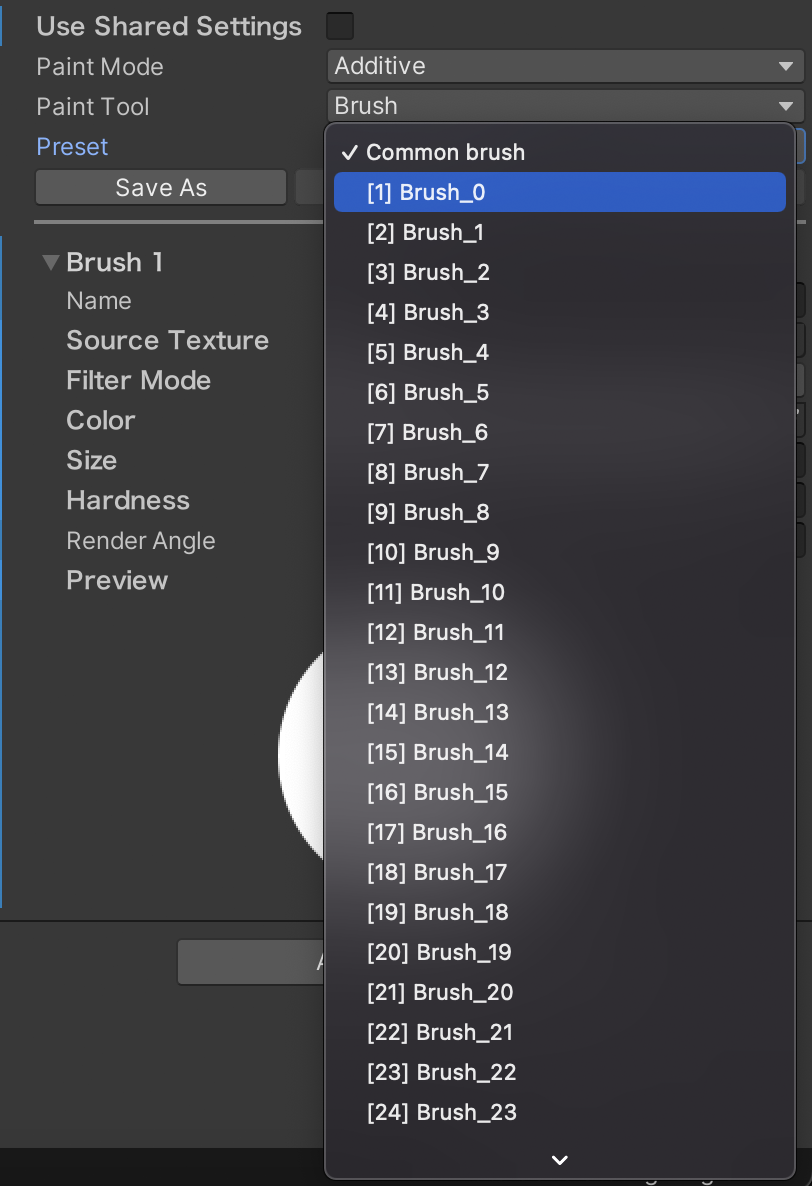 Use Shared Settings
Paint Mode Additive
Paint Tool Brush
Preset
✓ Common brush
Save As
[1] Brush_0
[2] Brush_1
Brush 1
[3] Brush_2
Name
[4] Brush_3
Source Texture
[5] Brush_4
Filter Mode
[6] Brush_5
Color
[7] Brush_6
Size
[8] Brush_7
Hardness
[9] Brush_8
Render Angle
[10] Brush_9
Preview
[11] Brush_10
[12] Brush_11
[13] Brush_12
[14] Brush_13
[15] Brush_14
[16] Brush_15
[17] Brush_16
[18] Brush_17
[19] Brush_18
[20] Brush_19
[21] Brush_20
[22] Brush_21
[23] Brush_22
[24] Brush_23